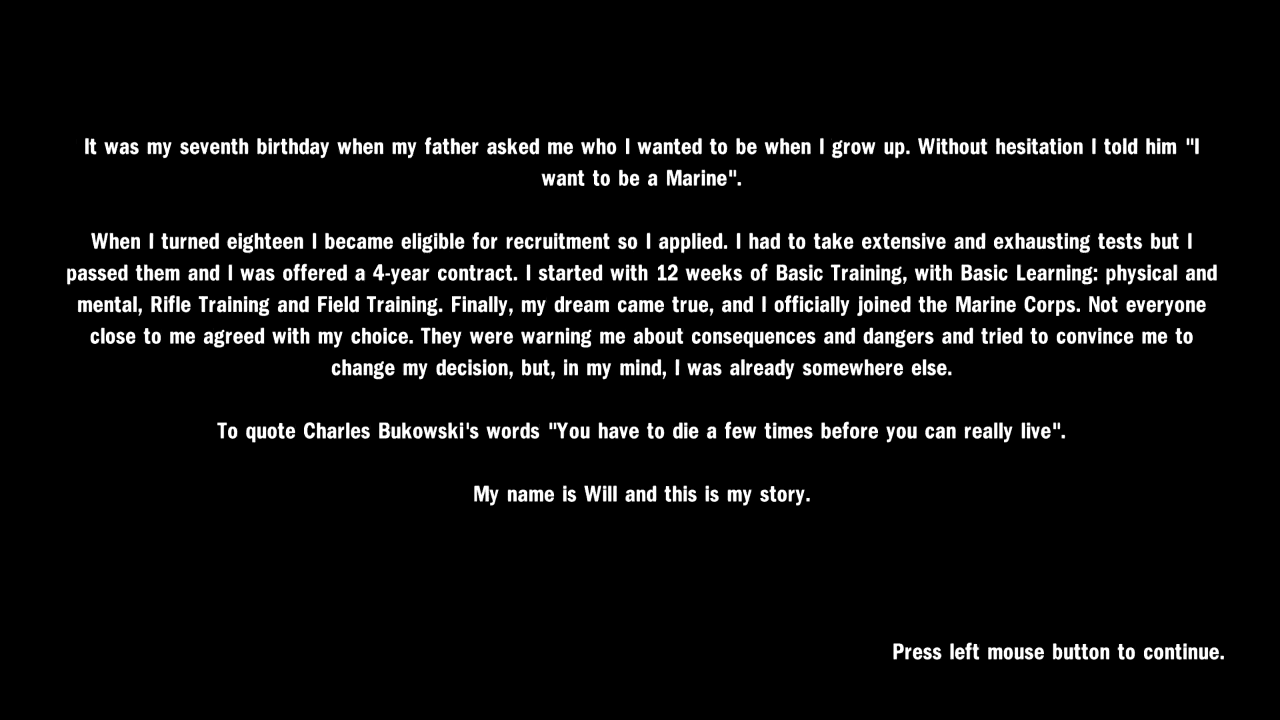 It was my seventh birthday when my father asked me who I wanted to be when I grow up. Without hesitation I told him "I
want to be a Marine".
When I turned eighteen I became eligible for recruitment so I applied. I had to take extensive and exhausting tests but I
passed them and I was offered a 4-year contract. I started with 12 weeks of Basic Training, with Basic Learning: physical and
mental, Rifle Training and Field Training. Finally, my dream came true, and I officially joined the Marine Corps. Not everyone
close to me agreed with my choice. They were warning me about consequences and dangers and tried to convince me to
change my decision, but, in my mind, I was already somewhere else.
To quote Charles Bukowski's words "You have to die a few times before you can really live".
My name is Will and this is my story.
Press left mouse button to continue.